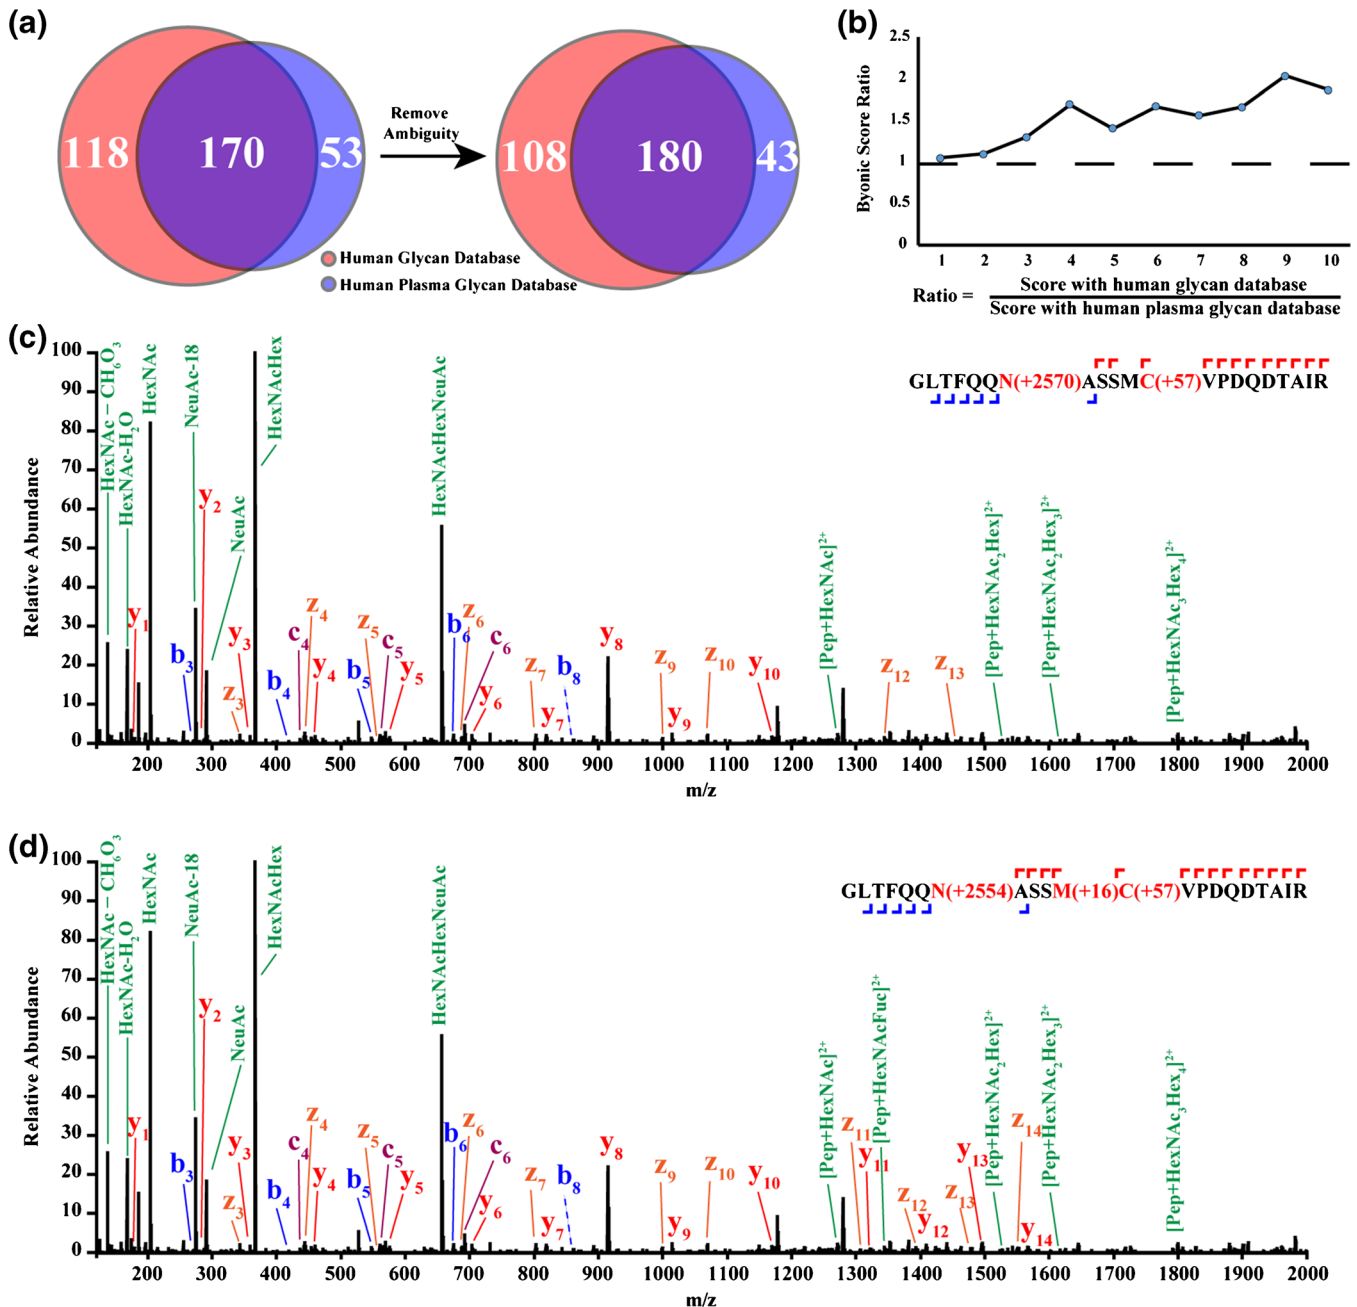 (a)
118
170
53
Remove
Ambiguity
108
180
43
Human Glycan Database
Human Plasma Glycan Database
(b)
Byonic Score Ratio
2.5
2
1.5
1
0.5
0
1 2 3 4 5 6 7 8 9 10
Ratio = Score with human glycan database
Score with human plasma glycan database
(c)
Relative Abundance
100
90
80
70
60
50
40
30
20
10
0
HexNAc – CH₆O₃
HexNAc-H₂O
HexNAc
NeuAc-18
NeuAc
HexNAcHex
HexNAcHexNeuAc
[Pep+HexNAc]²⁺
[Pep+HexNAc₂Hex]²⁺
[Pep+HexNAc₂Hex₃]²⁺
[Pep+HexNAc₃Hex₄]²⁺
y₁ b₃ y₂ z₃ y₃ b₄ c₄ z₄ y₄ b₅ z₅ c₅ y₅ b₆ z₆ y₆ c₆ z₇ y₇ b₈ y₈ z₉ y₉ z₁₀ y₁₀ z₁₂ z₁₃
GLTFQQN(+2570)ASSMC(+57)VPDQDTAIR
200 300 400 500 600 700 800 900 1000 1100 1200 1300 1400 1500 1600 1700 1800 1900 2000
m/z
(d)
Relative Abundance
100
90
80
70
60
50
40
30
20
10
0
HexNAc – CH₆O₃
HexNAc-H₂O
HexNAc
NeuAc-18
NeuAc
HexNAcHex
HexNAcHexNeuAc
[Pep+HexNAc]²⁺
[Pep+HexNAcFuc]²⁺
[Pep+HexNAc₂Hex]²⁺
[Pep+HexNAc₂Hex₃]²⁺
[Pep+HexNAc₃Hex₄]²⁺
y₁ b₃ y₂ z₃ y₃ b₄ c₄ z₄ y₄ b₅ z₅ c₅ y₅ b₆ z₆ y₆ c₆ z₇ y₇ b₈ y₈ z₉ y₉ z₁₀ y₁₀ z₁₁ y₁₁ z₁₂ y₁₂ z₁₃ y₁₃ z₁₄ y₁₄
GLTFQQN(+2554)ASSM(+16)C(+57)VPDQDTAIR
200 300 400 500 600 700 800 900 1000 1100 1200 1300 1400 1500 1600 1700 1800 1900 2000
m/z